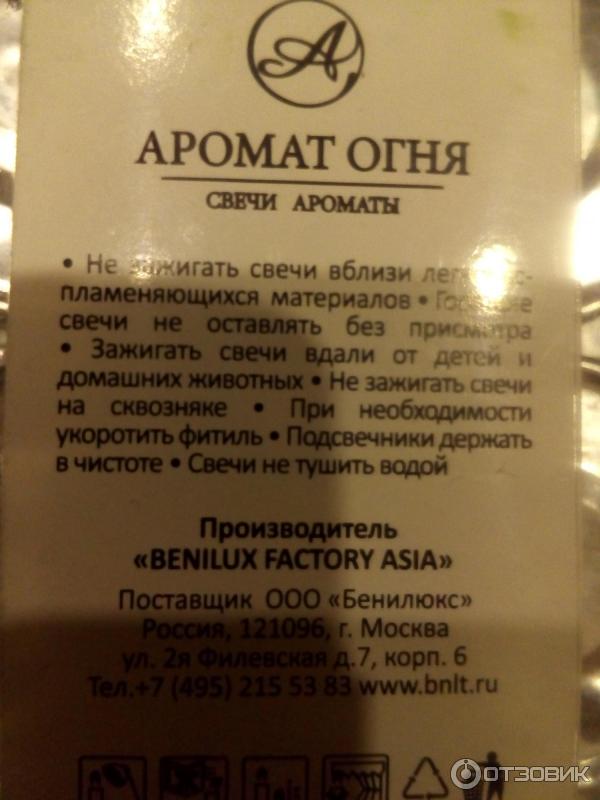 А
АРОМАТ ОГНЯ
СВЕЧИ АРОМАТЫ
• Не зажигать свечи вблизи
пламеняющихся материалов •
свечи не оставлять без присмотра
• Зажигать свечи вдали от детей и
домашних животных • Не зажигать свечи
на сквозняке • При необходимости
укоротить фитиль • Подсвечники держать
в чистоте • Свечи не тушить водой
Производитель
«BENILUX FACTORY ASIA»
Поставщик ООО «Бенилюкс»
Россия, 121096, г. Москва
ул. 2я Филевская д.7, корп. 6
Тел.+7 (495) 215 53 83 www.bnlt.ru
ОТЗОВИК